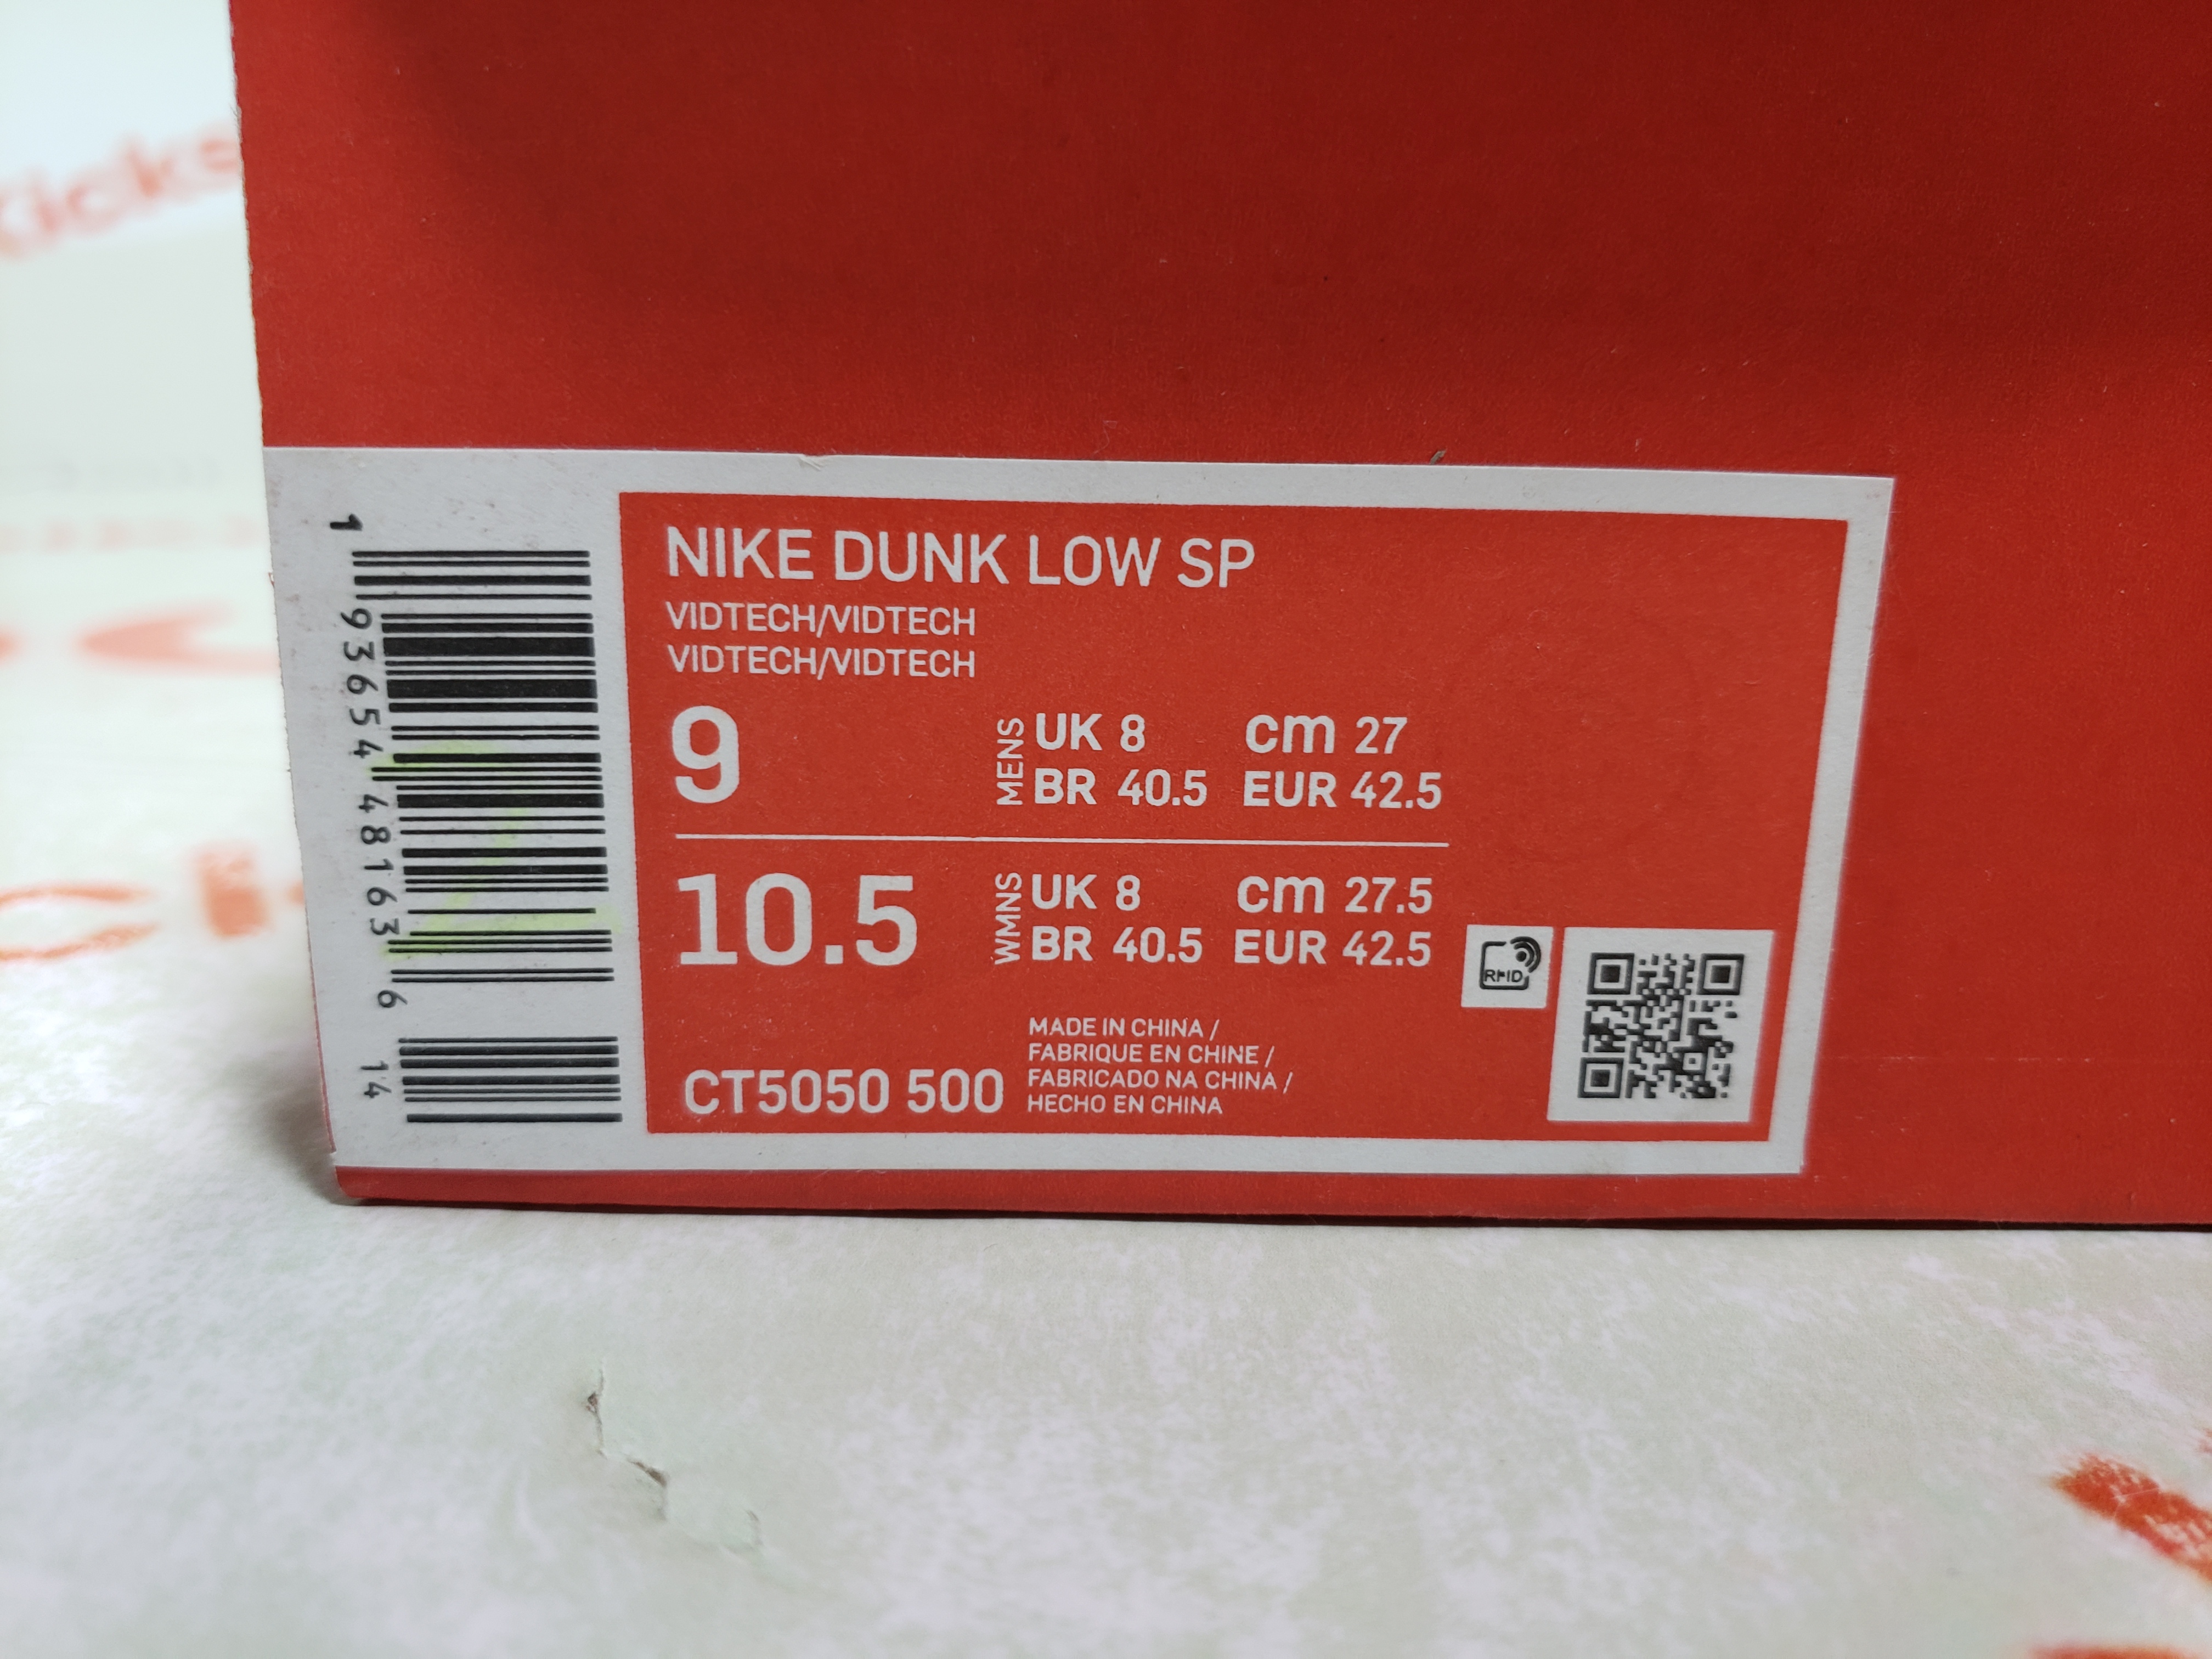 Kicks
1 93654 48163 6
14
NIKE DUNK LOW SP
VIDTECH/VIDTECH
VIDTECH/VIDTECH
9
MENS
UK 8 cm 27
BR 40.5 EUR 42.5
10.5
WMNS
UK 8 cm 27.5
BR 40.5 EUR 42.5
RFID
CT5050 500
MADE IN CHINA /
FABRIQUE EN CHINE /
FABRICADO NA CHINA /
HECHO EN CHINA